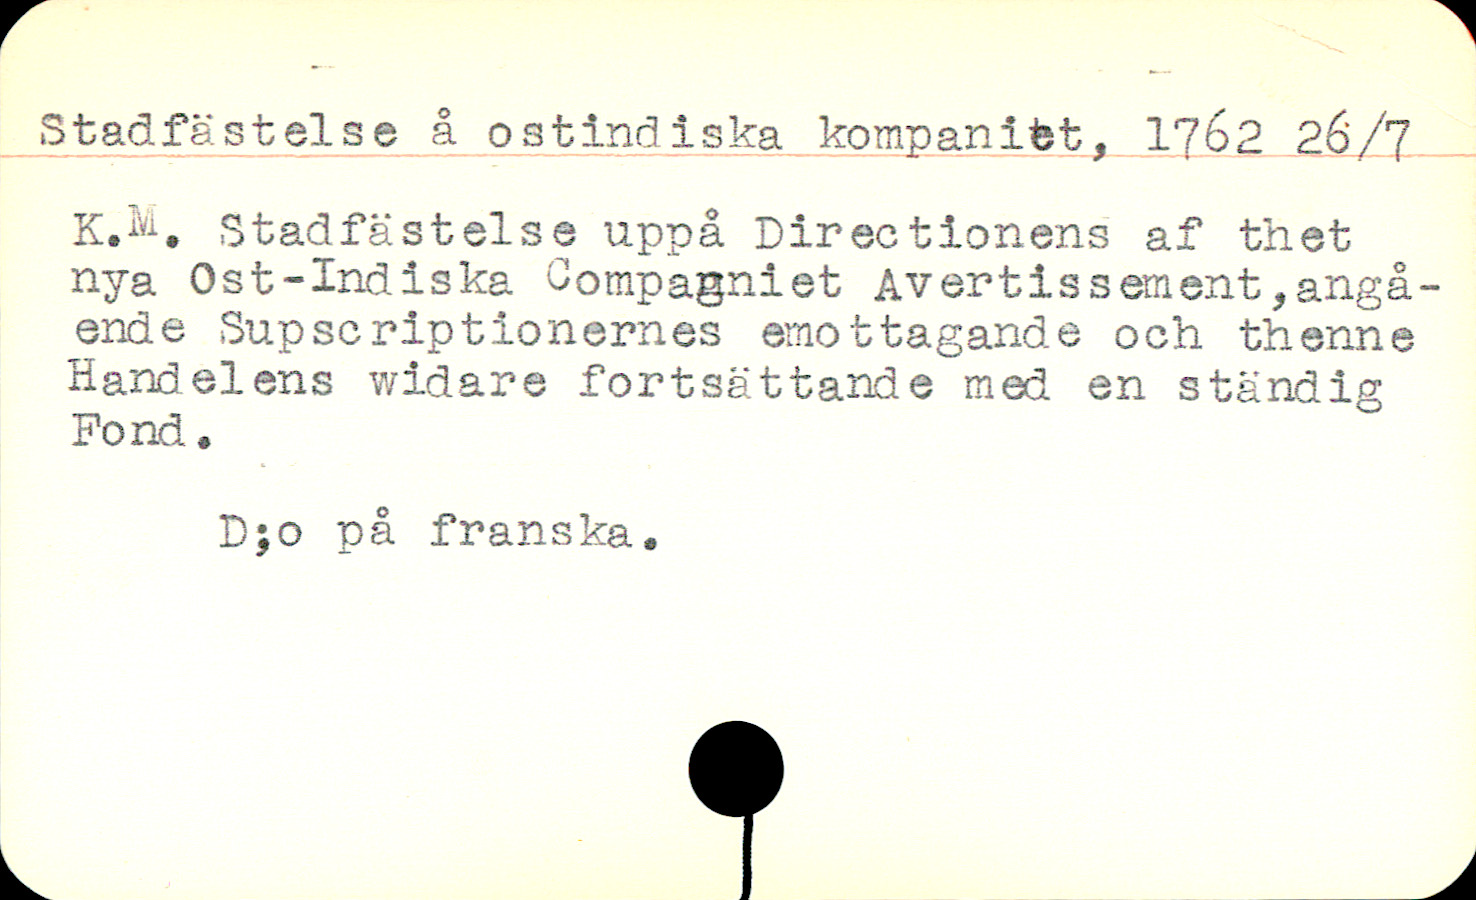 Stadfästelse å ostindiska kompaniet, 1762 26/7
K.M. Stadfästelse uppå Directionens af thet
nya Ost-Indiska Compagniet Avertissement,angå-
ende Supscriptionernes emottagande och thenne
Handelens widare fortsättande med en ständig
Fond.
D;o på franska.